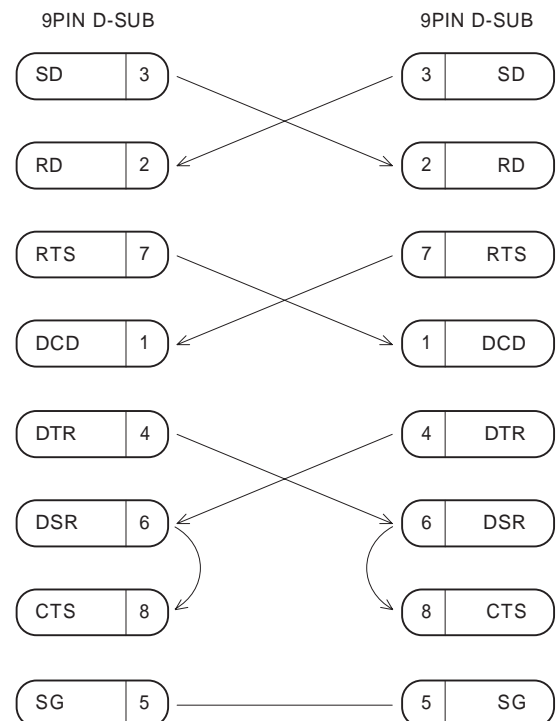 9PIN D-SUB 9PIN D-SUB
SD 3 3 SD
RD 2 2 RD
RTS 7 7 RTS
DCD 1 1 DCD
DTR 4 4 DTR
DSR 6 6 DSR
CTS 8 8 CTS
SG 5 5 SG